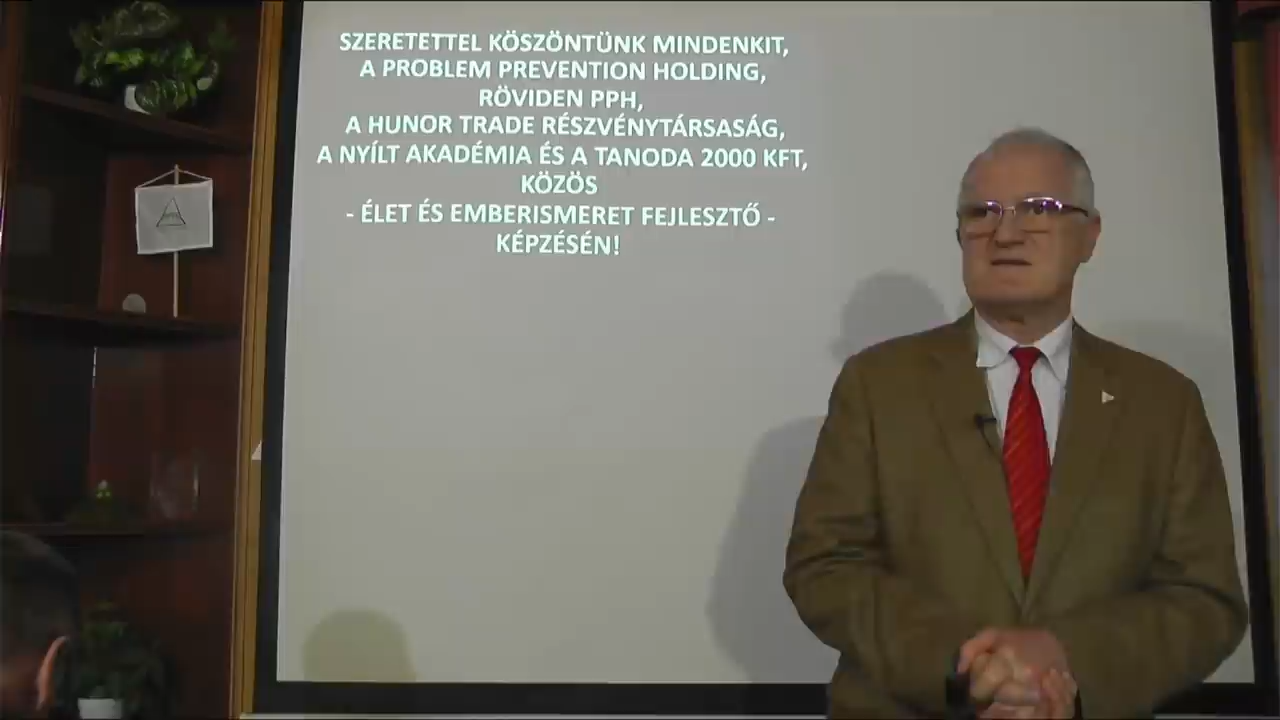 SZERETETTEL KÖSZÖNTÜNK MINDENKIT,
A PROBLEM PREVENTION HOLDING,
RÖVIDEN PPH,
A HUNOR TRADE RÉSZVÉNYTÁRSASÁG,
A NYÍLT AKADÉMIA ÉS A TANODA 2000 KFT,
KÖZÖS
- ÉLET ÉS EMBERISMERET FEJLESZTŐ -
KÉPZÉSÉN!